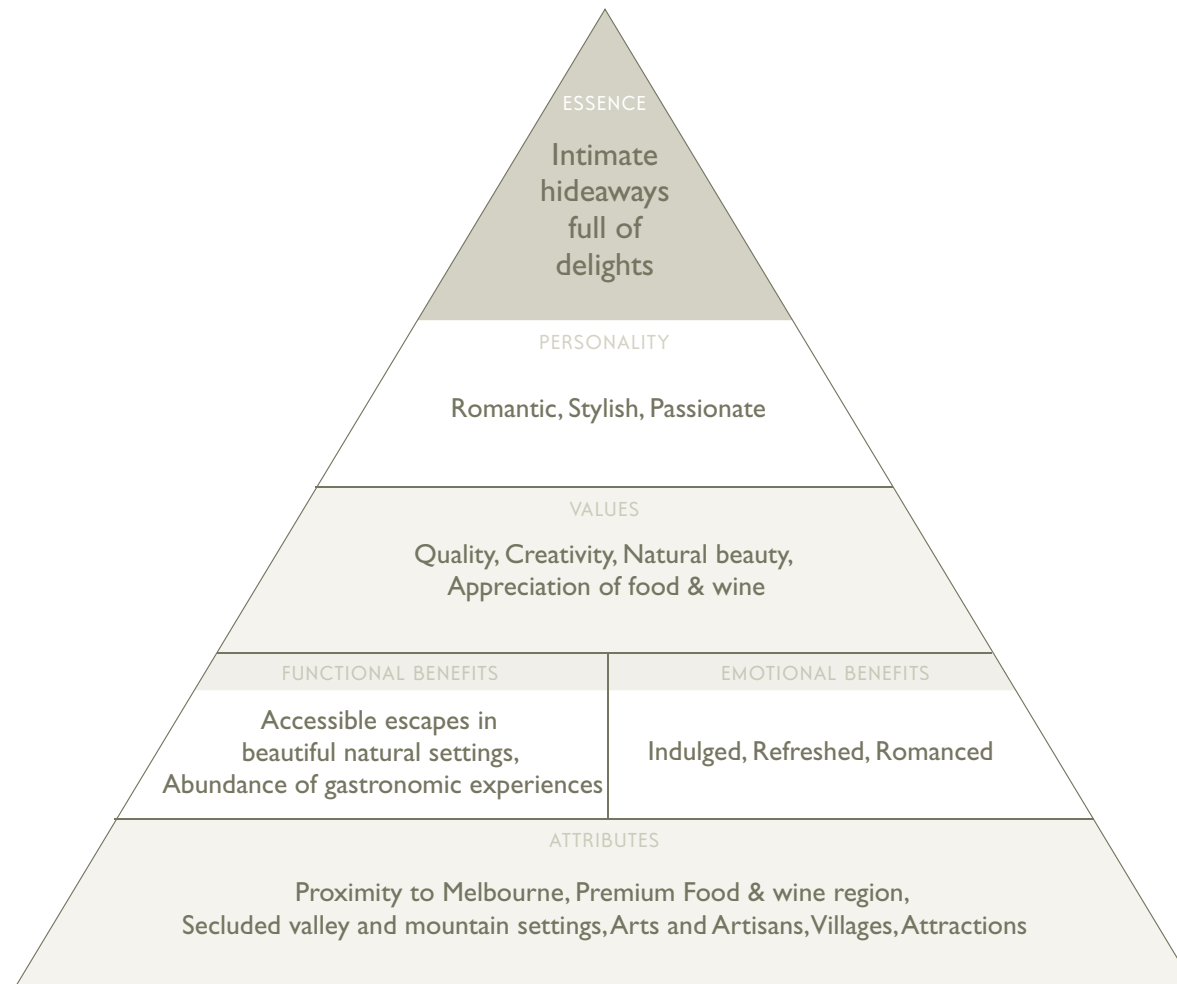 ESSENCE
Intimate
hideaways
full of
delights
PERSONALITY
Romantic, Stylish, Passionate
VALUES
Quality, Creativity, Natural beauty,
Appreciation of food & wine
FUNCTIONAL BENEFITS
Accessible escapes in
beautiful natural settings,
Abundance of gastronomic experiences
EMOTIONAL BENEFITS
Indulged, Refreshed, Romanced
ATTRIBUTES
Proximity to Melbourne, Premium Food & wine region,
Secluded valley and mountain settings, Arts and Artisans, Villages, Attractions